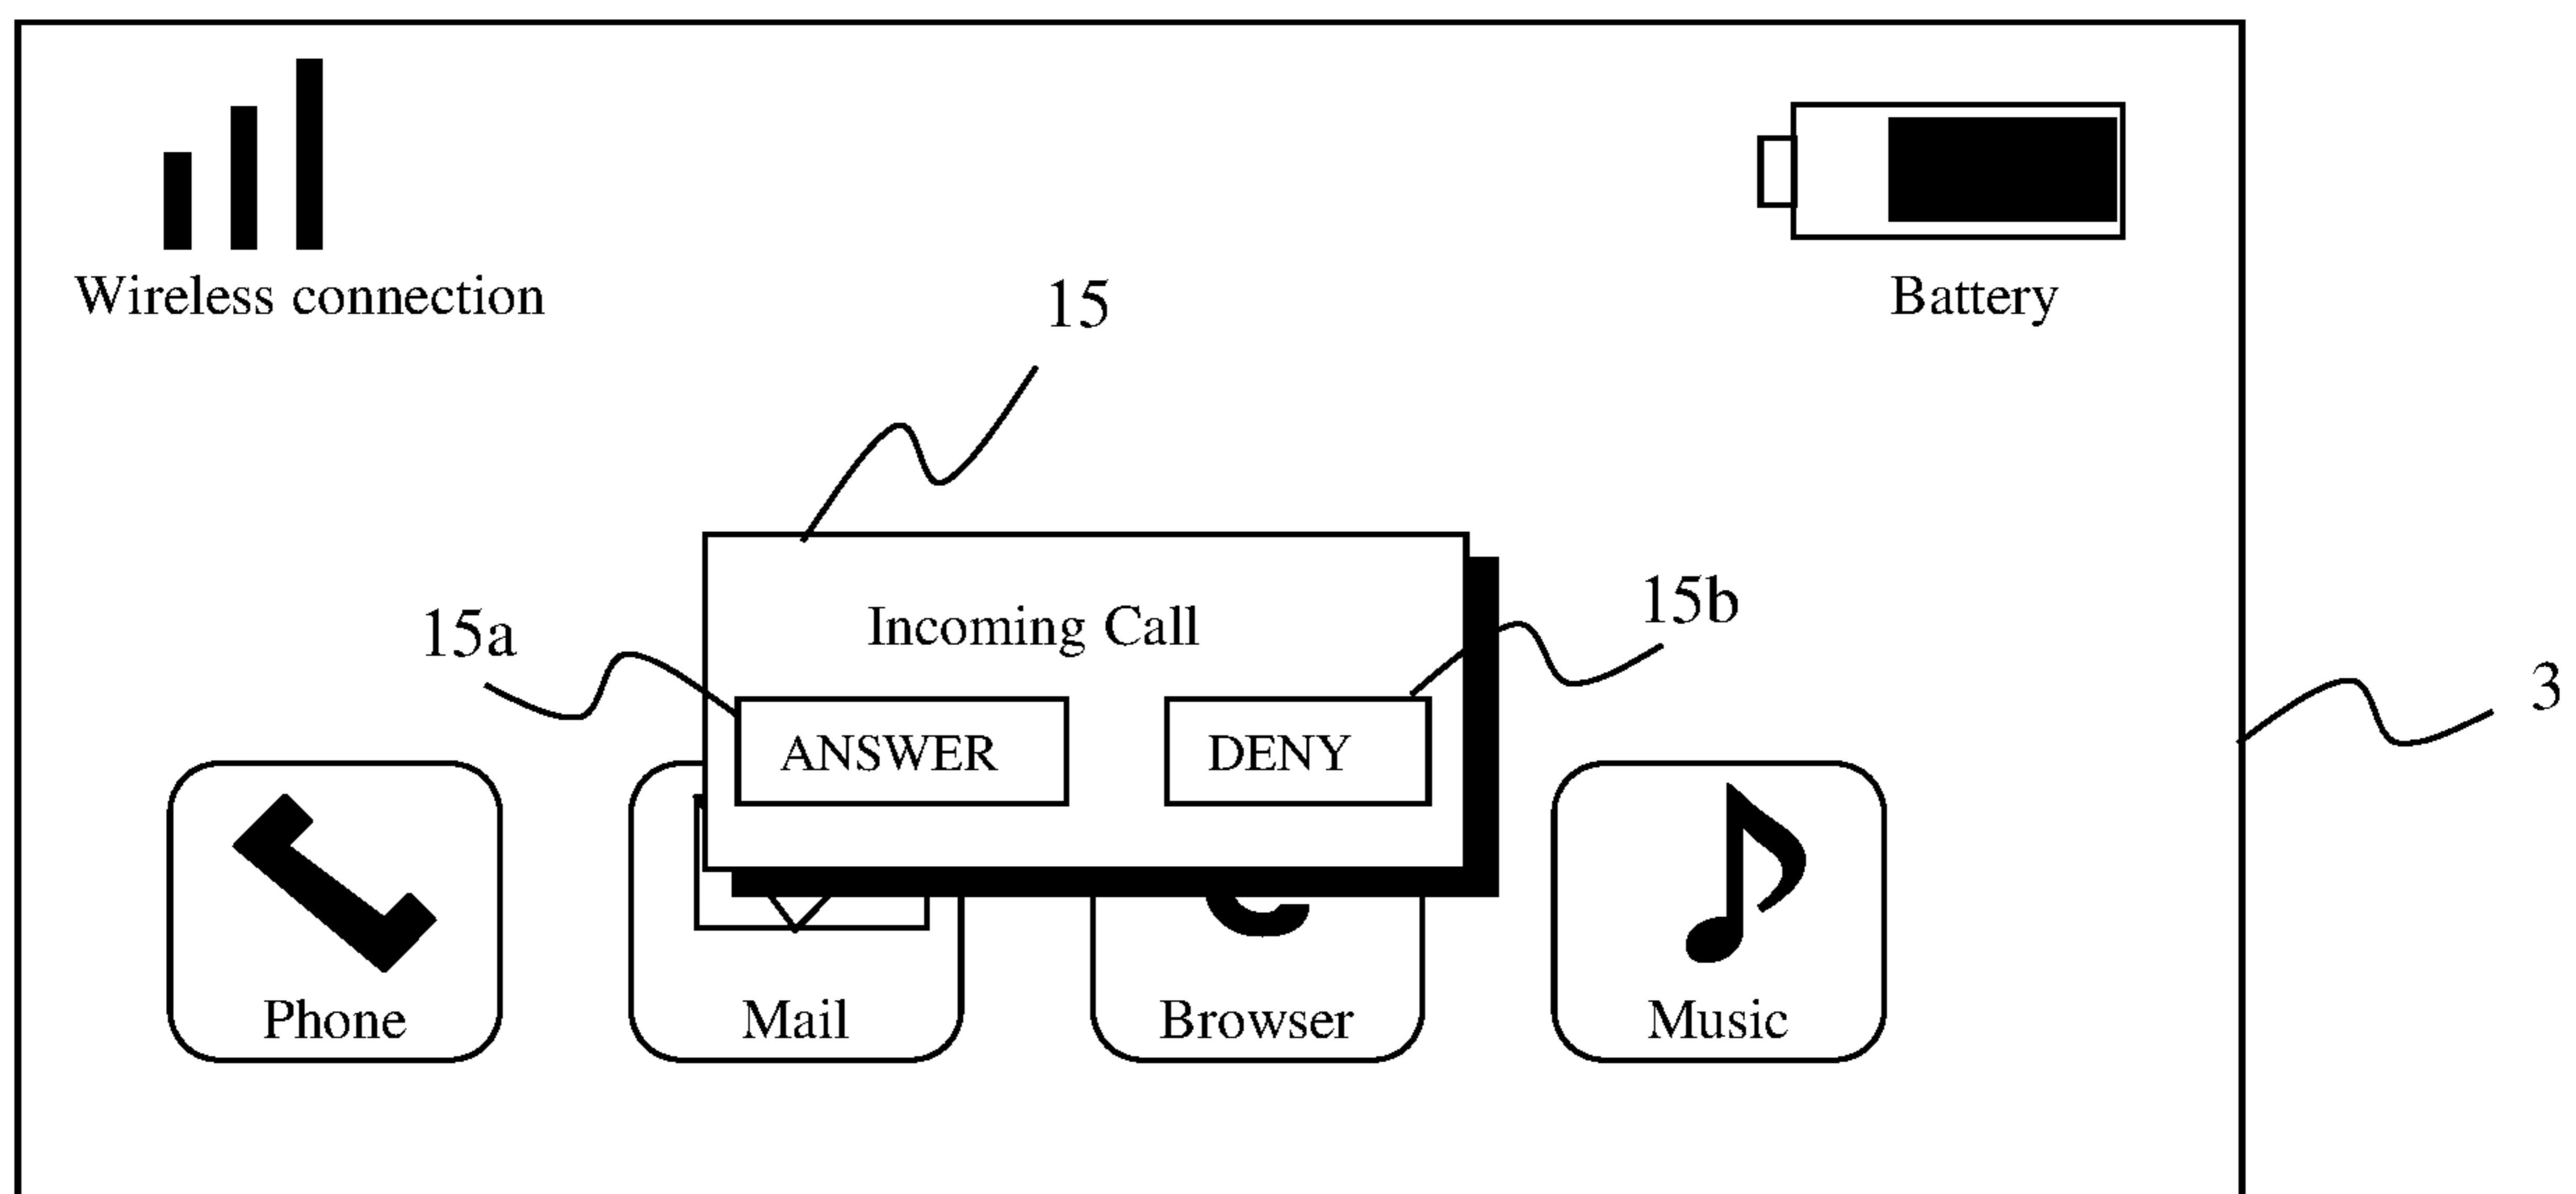 Wireless connection
Battery
15
Incoming Call
15a
15b
3
ANSWER
DENY
Phone
Mail
Browser
Music